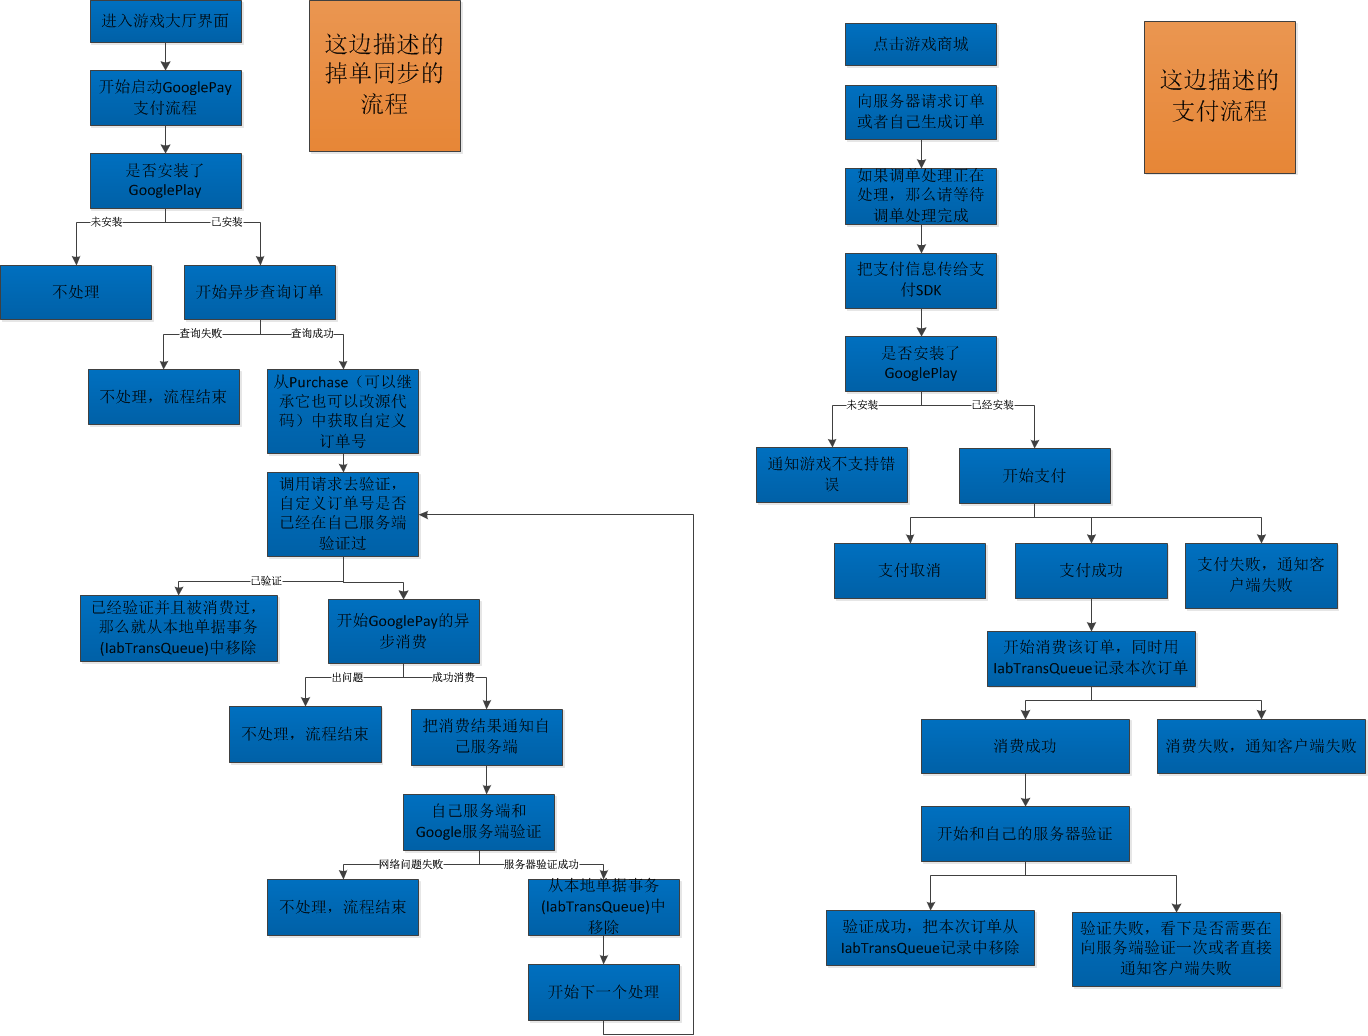 进入游戏大厅界面
开始启动GooglePay
支付流程
是否安装了
GooglePlay
未安装
已安装
不处理
开始异步查询订单
查询失败
查询成功
不处理，流程结束
从Purchase（可以继
承它也可以改源代
码）中获取自定义
订单号
调用请求去验证，
自定义订单号是否
已经在自己服务端
验证过
已验证
已经验证并且被消费过，
那么就从本地单据事务
(IabTransQueue)中移除
开始GooglePay的异
步消费
出问题
成功消费
不处理，流程结束
把消费结果通知自
己服务端
自己服务端和
Google服务端验证
网络问题失败
服务器验证成功
不处理，流程结束
从本地单据事务
(IabTransQueue)中
移除
开始下一个处理
这边描述的
掉单同步的
流程
点击游戏商城
向服务器请求订单
或者自己生成订单
如果调单处理正在
处理，那么请等待
调单处理完成
把支付信息传给支
付SDK
是否安装了
GooglePlay
未安装
已经安装
通知游戏不支持错
误
开始支付
支付取消
支付成功
支付失败，通知客
户端失败
开始消费该订单，同时用
IabTransQueue记录本次订单
消费成功
消费失败，通知客户端失败
开始和自己的服务器验证
验证成功，把本次订单从
IabTransQueue记录中移除
验证失败，看下是否需要在
向服务端验证一次或者直接
通知客户端失败
这边描述的
支付流程